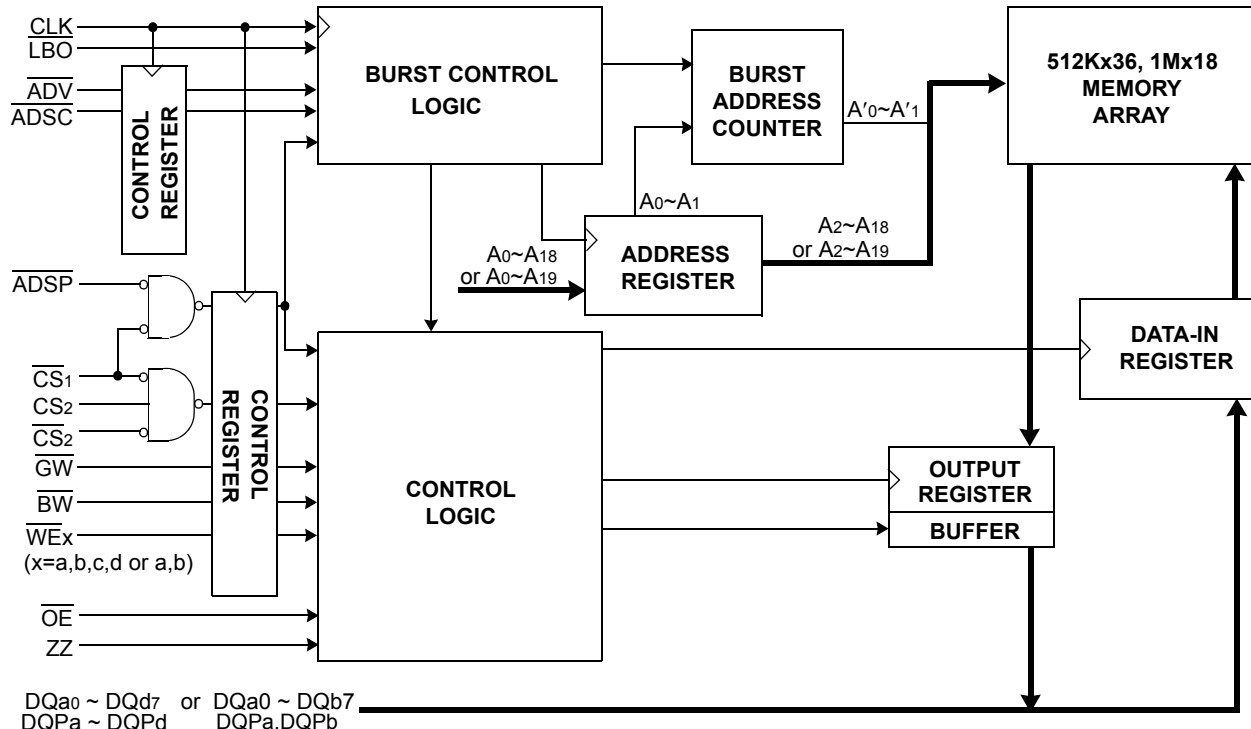 CLK
LBO
ADV
ADSC
CONTROL
REGISTER
BURST CONTROL
LOGIC
BURST
ADDRESS
COUNTER
A′0~A′1
512Kx36, 1Mx18
MEMORY
ARRAY
A0~A1
A0~A18
or A0~A19
ADDRESS
REGISTER
A2~A18
or A2~A19
ADSP
CS1
CS2
CS2
GW
BW
WEx
(x=a,b,c,d or a,b)
OE
ZZ
CONTROL
REGISTER
CONTROL
LOGIC
DATA-IN
REGISTER
OUTPUT
REGISTER
BUFFER
DQa0 ~ DQd7 or DQa0 ~ DQb7
DQPa ~ DQPd DQPa,DQPb